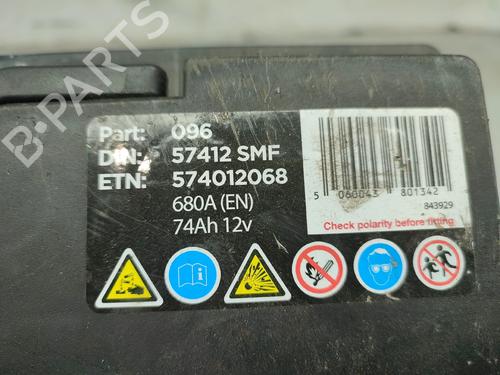 B-PARTS
Part: 096
DIN: 57412 SMF
ETN: 574012068
680A (EN)
74Ah 12v
5 060043 801342
843929
Check polarity before fitting